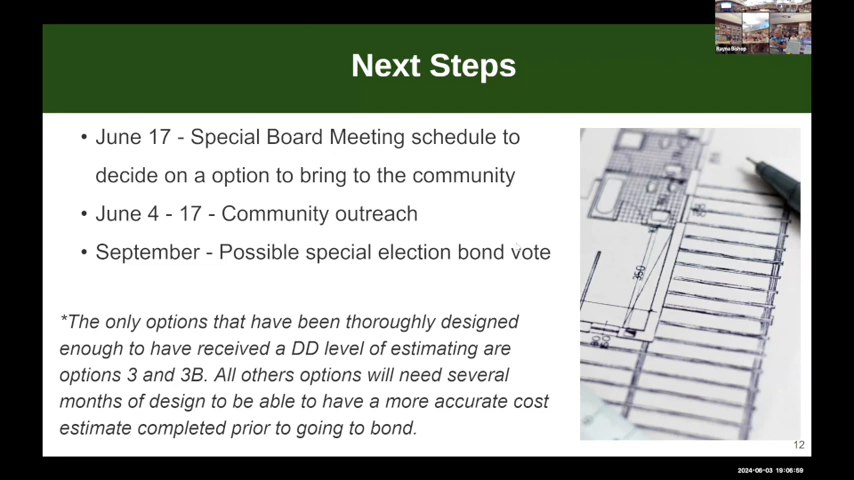 Rayna Bishop
Next Steps
• June 17 - Special Board Meeting schedule to
decide on a option to bring to the community
• June 4 - 17 - Community outreach
• September - Possible special election bond vote
*The only options that have been thoroughly designed
enough to have received a DD level of estimating are
options 3 and 3B. All others options will need several
months of design to be able to have a more accurate cost
estimate completed prior to going to bond.
350
12
2024-06-03 19:06:59